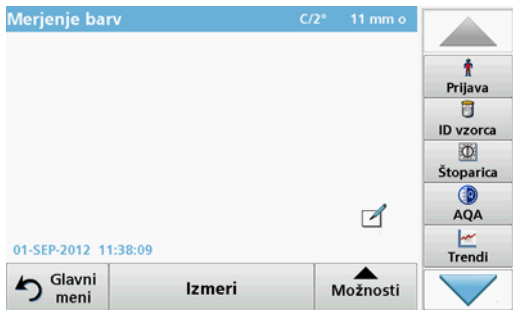 Merjenje barv C/2° 11 mm o
Prijava
ID vzorca
Štoparica
AQA
Trendi
01-SEP-2012 11:38:09
Glavni
meni
Izmeri
Možnosti